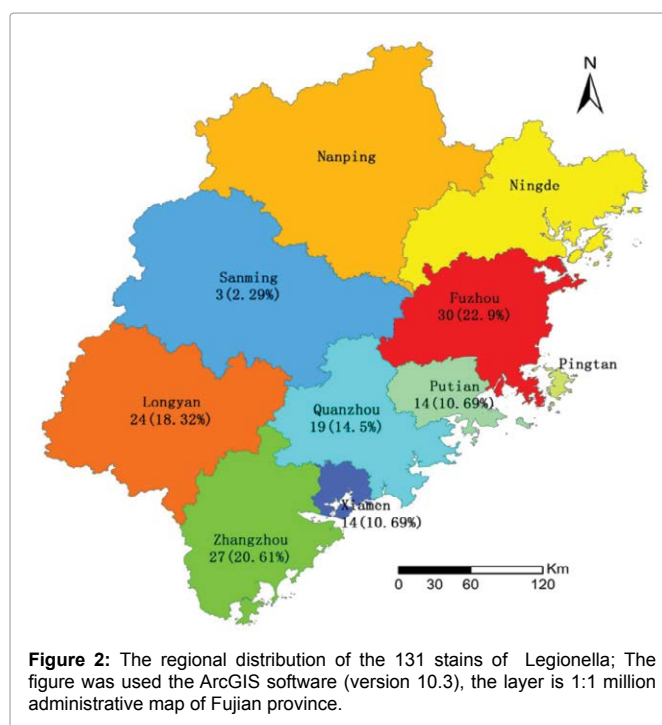 N
Nanping
Ningde
Sanming
3(2.29%)
Fuzhou
30(22.9%)
Pingtan
Longyan
24(18.32%)
Quanzhou
19(14.5%)
Putian
14(10.69%)
Xiamen
14(10.69%)
Zhangzhou
27(20.61%)
Km
0 30 60 120
Figure 2: The regional distribution of the 131 stains of Legionella; The
figure was used the ArcGIS software (version 10.3), the layer is 1:1 million
administrative map of Fujian province.